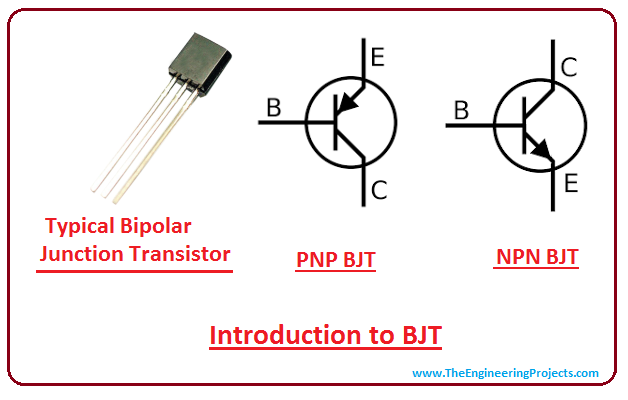 E
B
C
C
B
E
Typical Bipolar
Junction Transistor
PNP BJT
NPN BJT
Introduction to BJT
www.TheEngineeringProjects.com